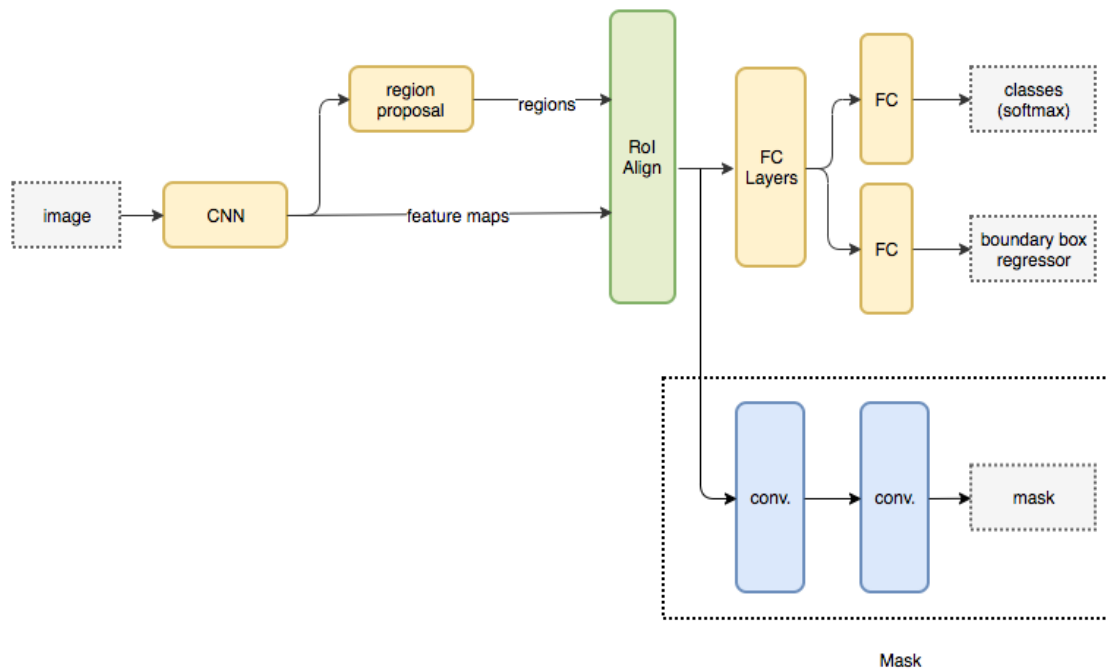 region
proposal
regions
image
CNN
feature maps
RoI
Align
FC
Layers
FC
classes
(softmax)
FC
boundary box
regressor
conv.
conv.
mask
Mask